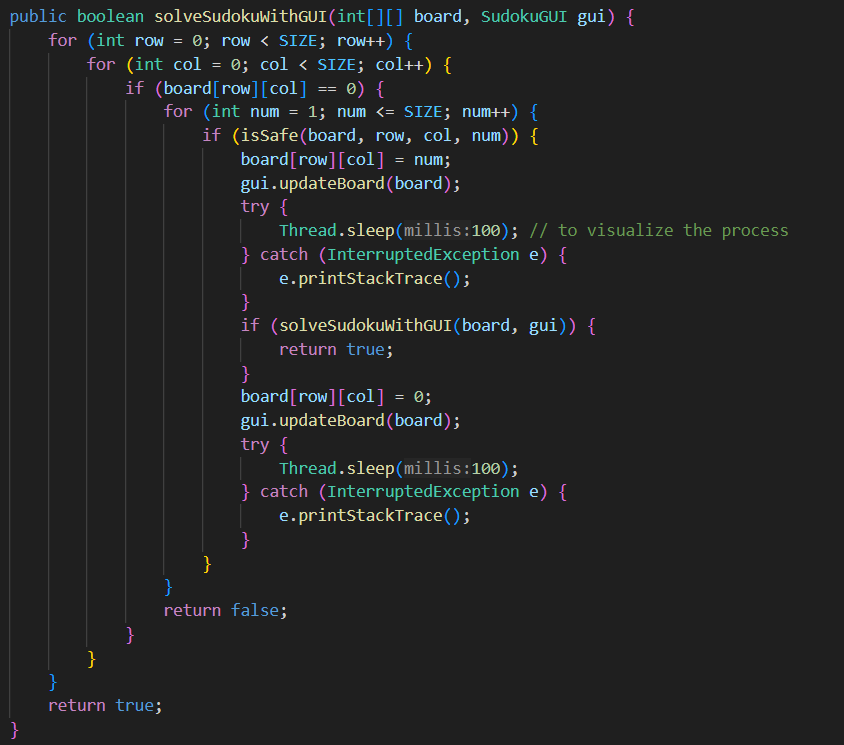 public boolean solveSudokuWithGUI(int[][] board, SudokuGUI gui) {
    for (int row = 0; row < SIZE; row++) {
        for (int col = 0; col < SIZE; col++) {
            if (board[row][col] == 0) {
                for (int num = 1; num <= SIZE; num++) {
                    if (isSafe(board, row, col, num)) {
                        board[row][col] = num;
                        gui.updateBoard(board);
                        try {
                            Thread.sleep(millis:100); // to visualize the process
                        } catch (InterruptedException e) {
                            e.printStackTrace();
                        }
                        if (solveSudokuWithGUI(board, gui)) {
                            return true;
                        }
                        board[row][col] = 0;
                        gui.updateBoard(board);
                        try {
                            Thread.sleep(millis:100);
                        } catch (InterruptedException e) {
                            e.printStackTrace();
                        }
                    }
                }
                return false;
            }
        }
    }
    return true;
}